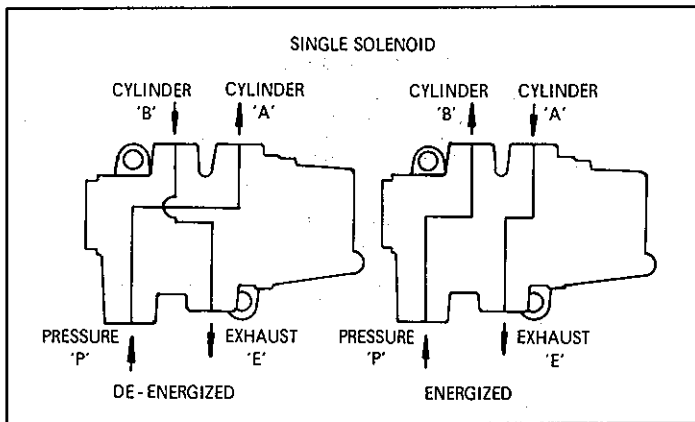 SINGLE SOLENOID
CYLINDER 'B'
CYLINDER 'A'
CYLINDER 'B'
CYLINDER 'A'
PRESSURE 'P'
EXHAUST 'E'
PRESSURE 'P'
EXHAUST 'E'
DE-ENERGIZED
ENERGIZED